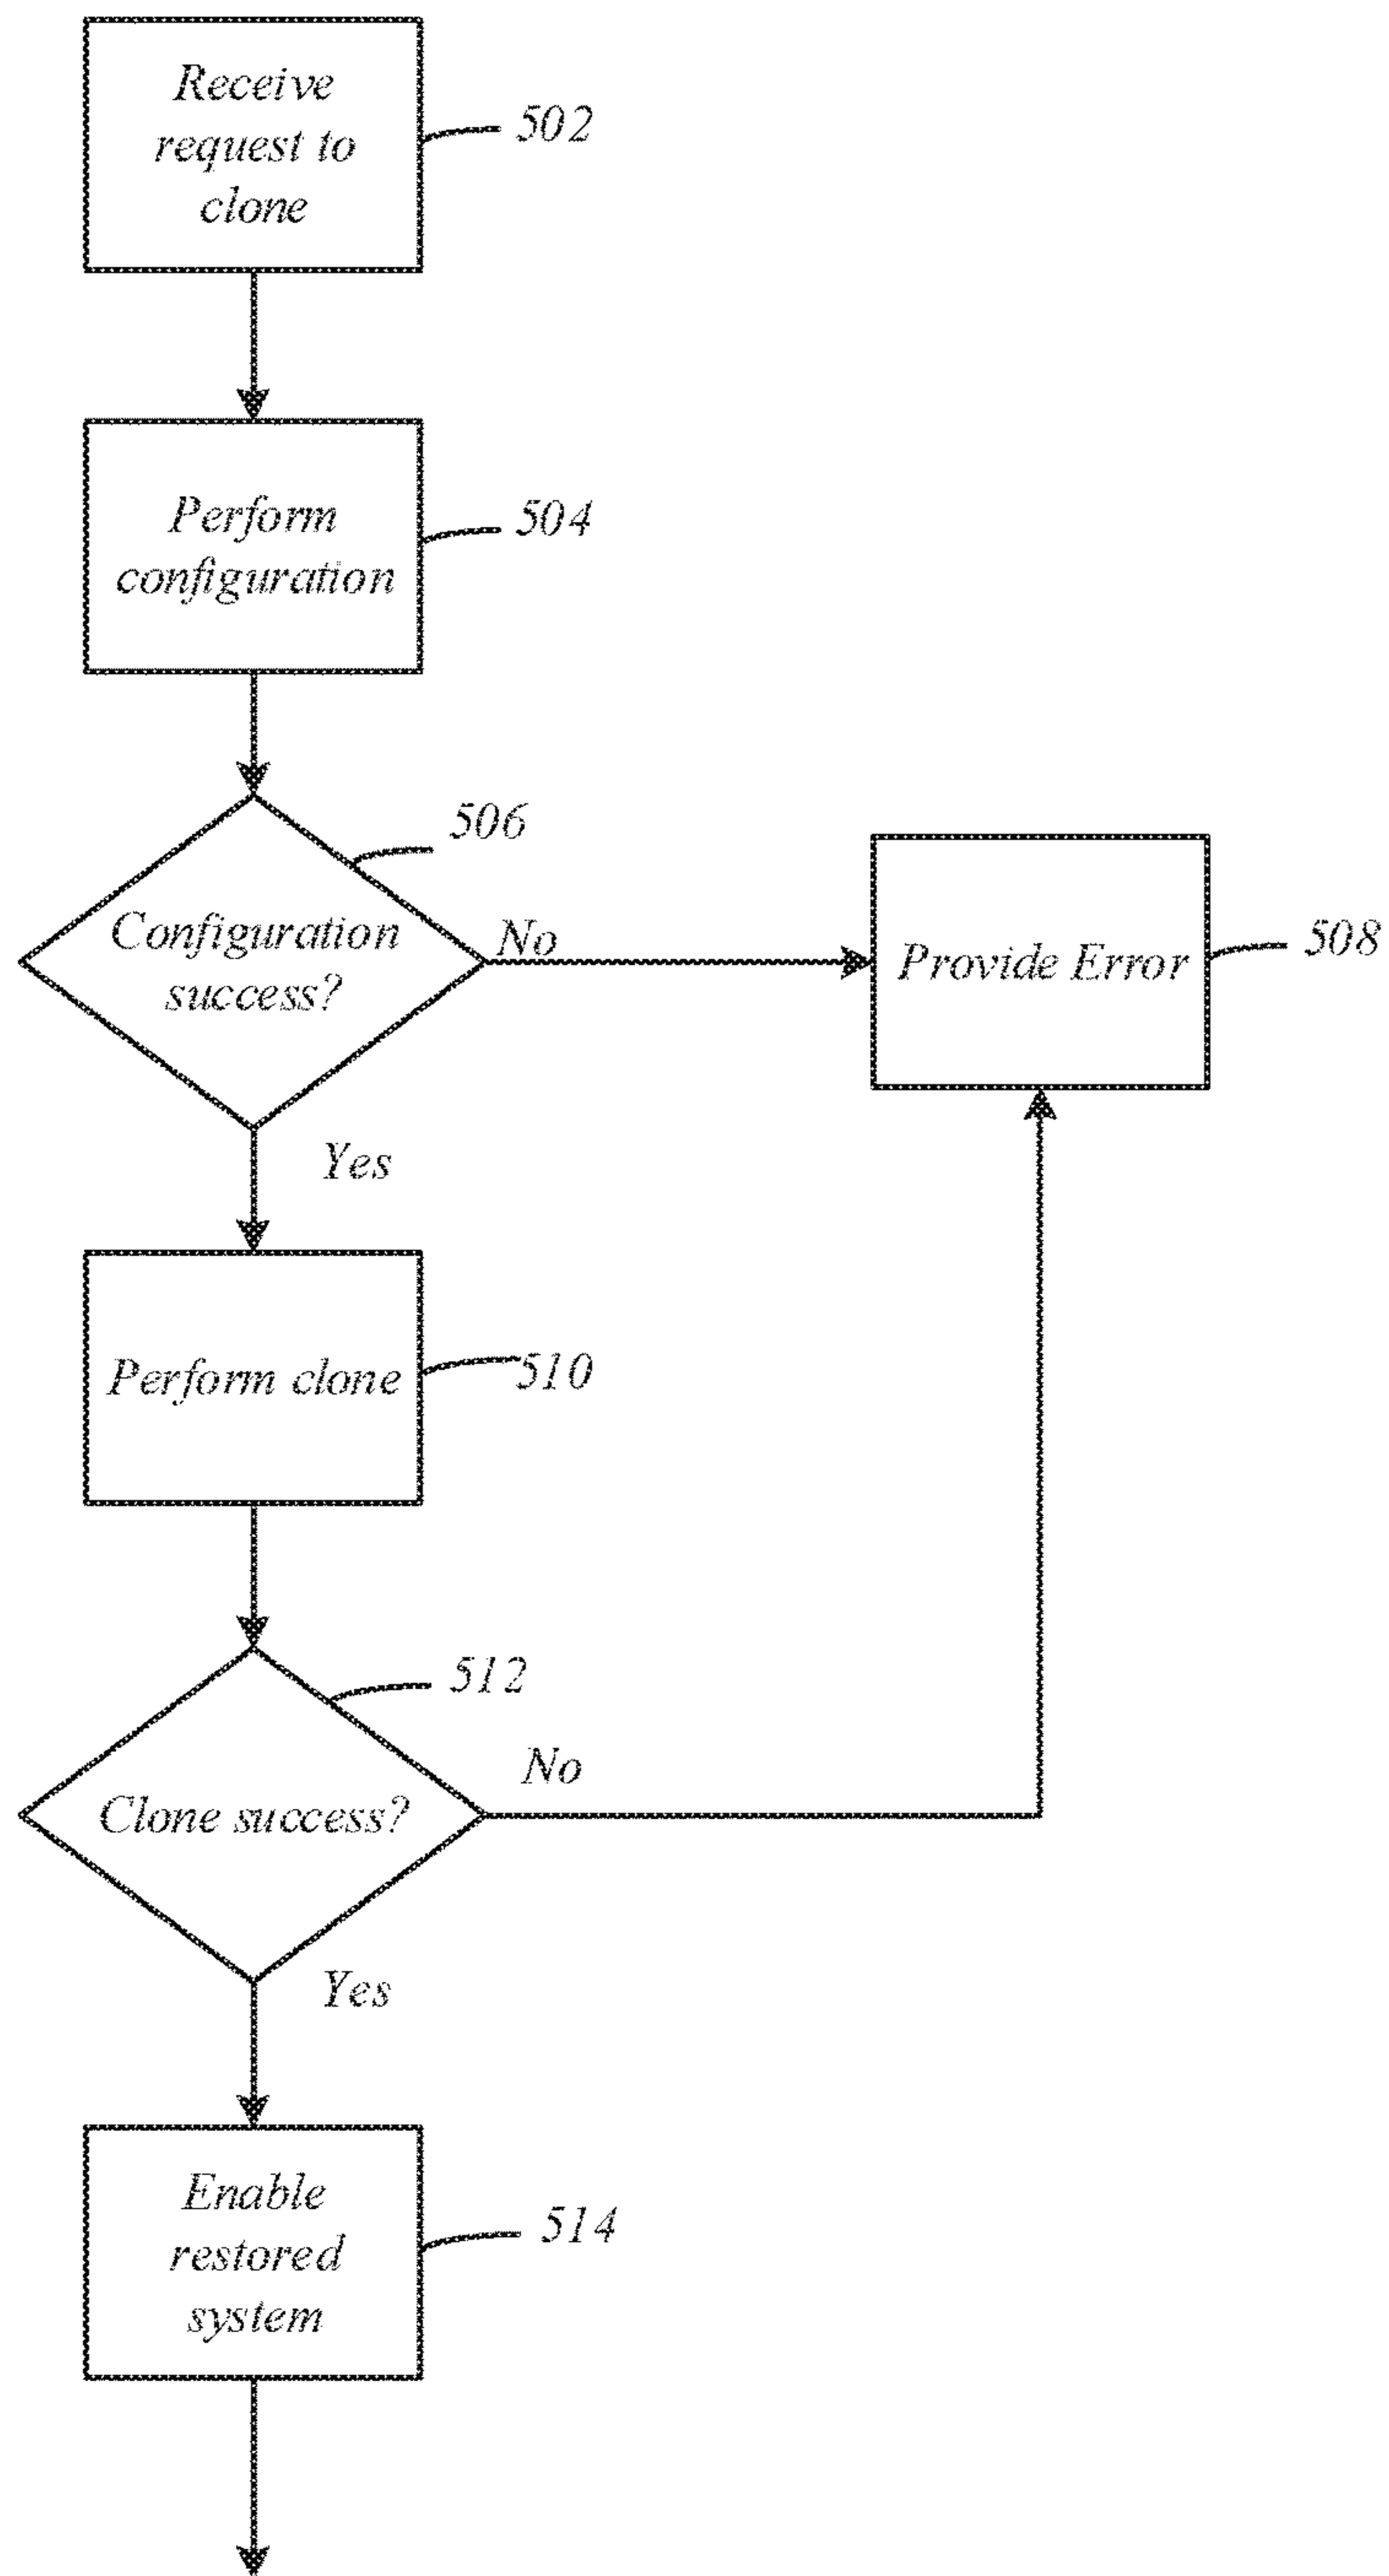 Receive
request to
clone
502
Perform
configuration
504
506
Configuration
success?
No
Provide Error
508
Yes
Perform clone
510
512
Clone success?
No
Yes
Enable
restored
system
514